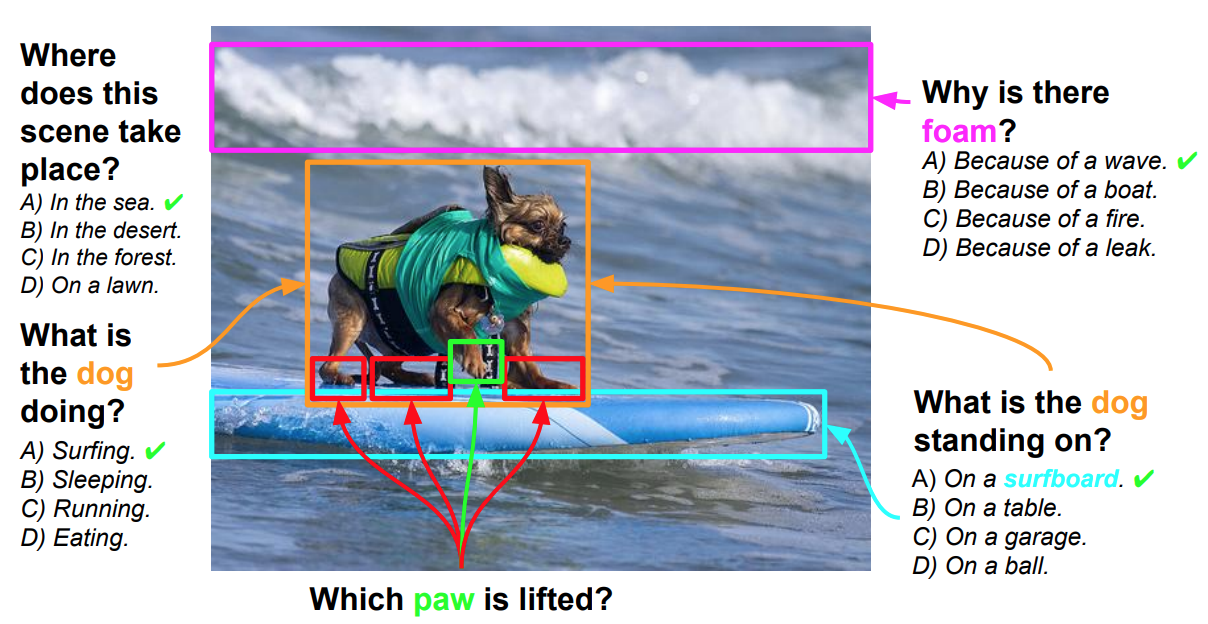 Where
does this
scene take
place?
A) In the sea. ✔
B) In the desert.
C) In the forest.
D) On a lawn.
What is
the dog
doing?
A) Surfing. ✔
B) Sleeping.
C) Running.
D) Eating.
Why is there
foam?
A) Because of a wave. ✔
B) Because of a boat.
C) Because of a fire.
D) Because of a leak.
What is the dog
standing on?
A) On a surfboard. ✔
B) On a table.
C) On a garage.
D) On a ball.
Which paw is lifted?